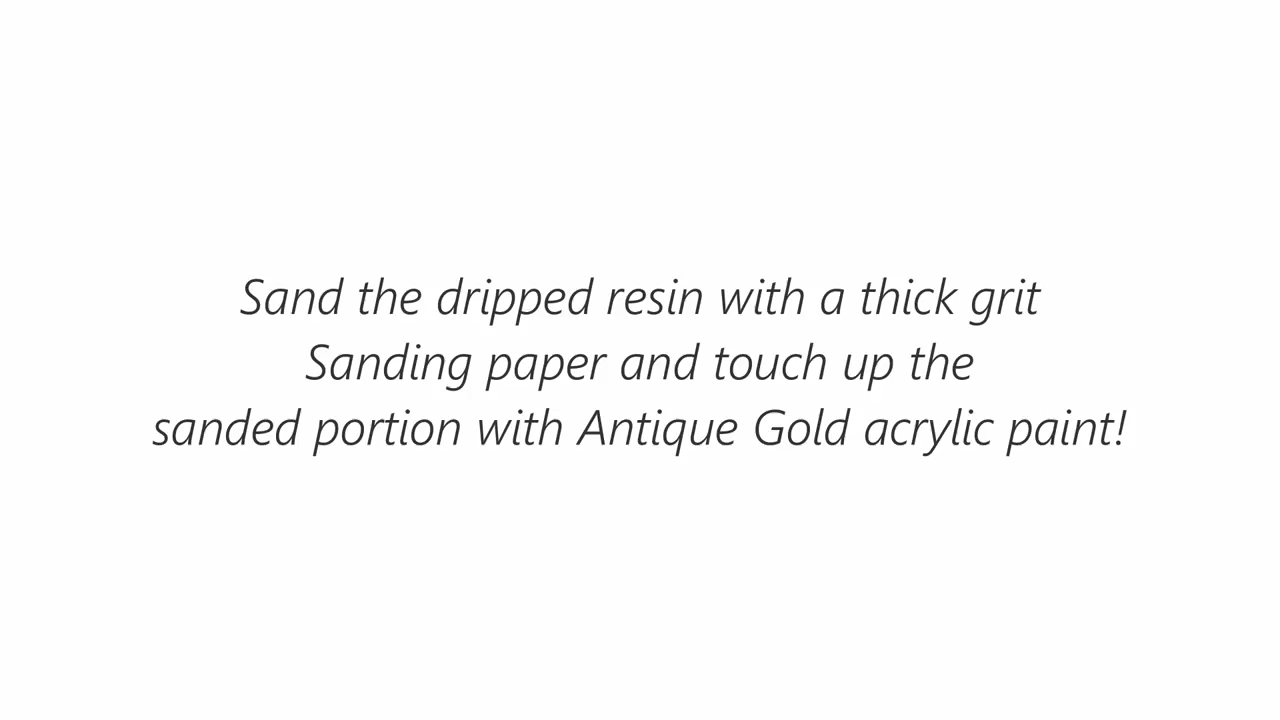 Sand the dripped resin with a thick grit
Sanding paper and touch up the
sanded portion with Antique Gold acrylic paint!